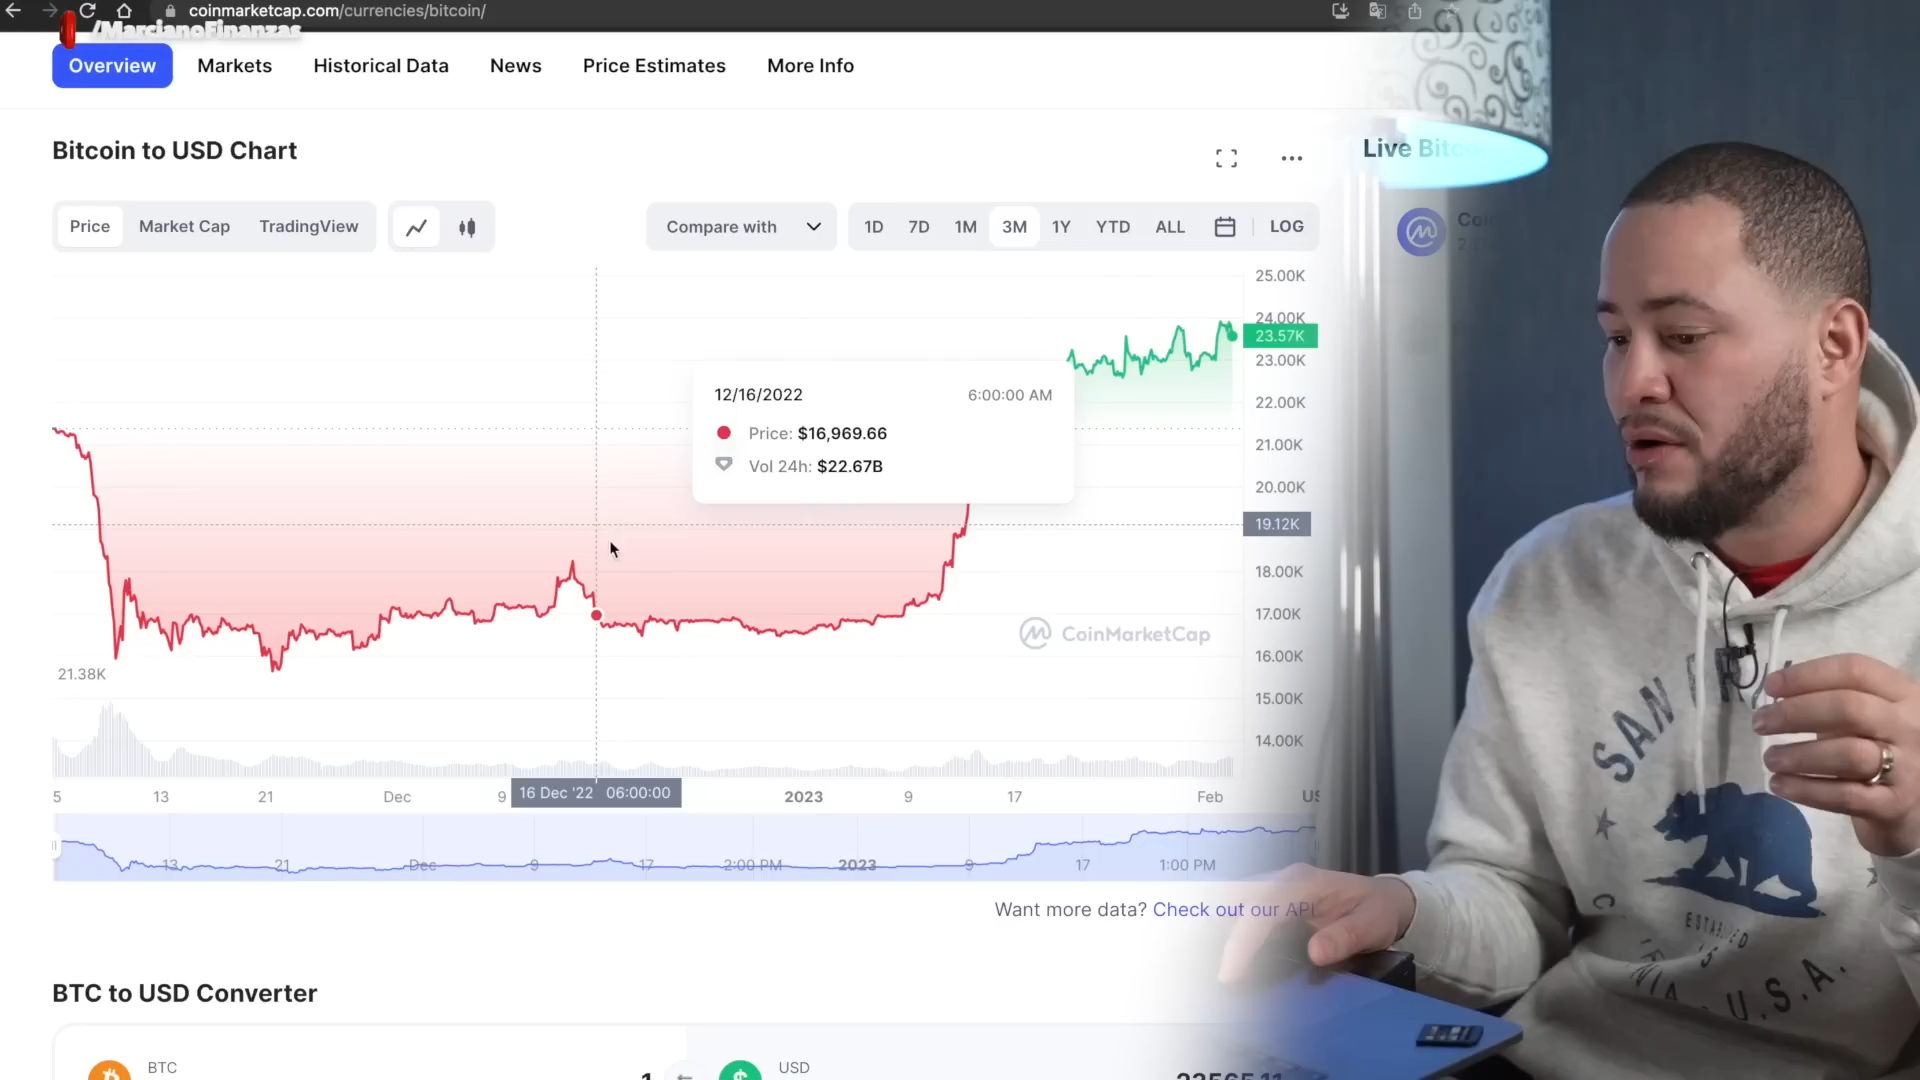 coinmarketcap.com/currencies/bitcoin/
/MarcianoFinanzas
Overview
Markets
Historical Data
News
Price Estimates
More Info
Bitcoin to USD Chart
Live Bitco
Price
Market Cap
TradingView
Compare with
1D
7D
1M
3M
1Y
YTD
ALL
LOG
25.00K
24.00K
23.57K
23.00K
22.00K
21.00K
20.00K
19.12K
18.00K
17.00K
16.00K
15.00K
14.00K
12/16/2022
6:00:00 AM
Price: $16,969.66
Vol 24h: $22.67B
CoinMarketCap
21.38K
5
13
21
Dec
9
16 Dec '22 06:00:00
2023
9
17
Feb
13
21
Dec
9
17
2:00 PM
2023
9
17
1:00 PM
Want more data? Check out our API
BTC to USD Converter
BTC
1
USD
23565.11
SAN
ESTABLISHED
U.S.A.